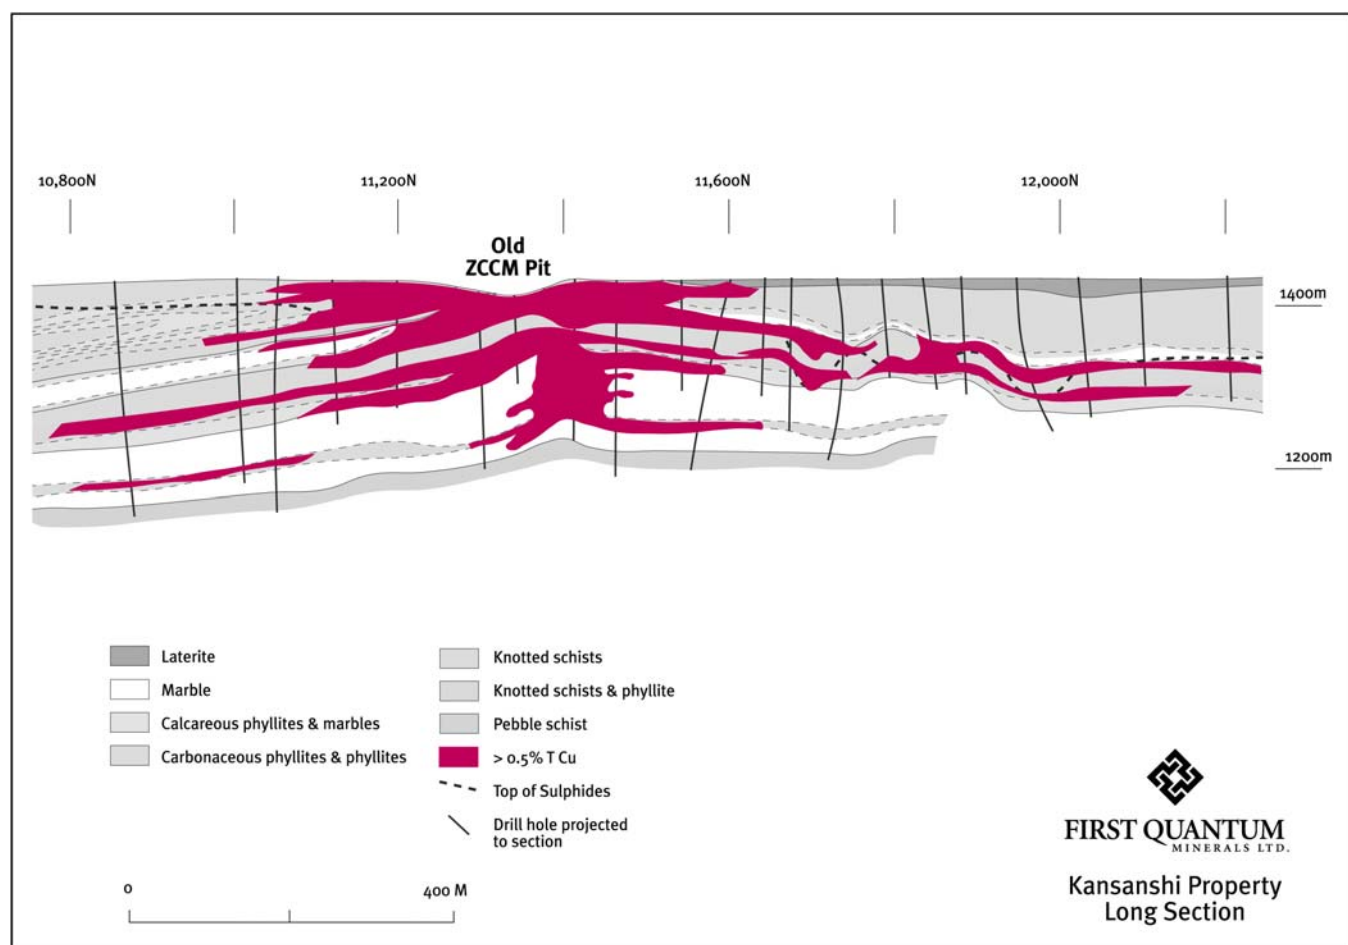 10,800N
11,200N
11,600N
12,000N
Old
ZCCM Pit
1400m
1200m
Laterite
Marble
Calcareous phyllites & marbles
Carbonaceous phyllites & phyllites
Knotted schists
Knotted schists & phyllite
Pebble schist
> 0.5% T Cu
Top of Sulphides
Drill hole projected
to section
0
400 M
FIRST QUANTUM
MINERALS LTD.
Kansanshi Property
Long Section